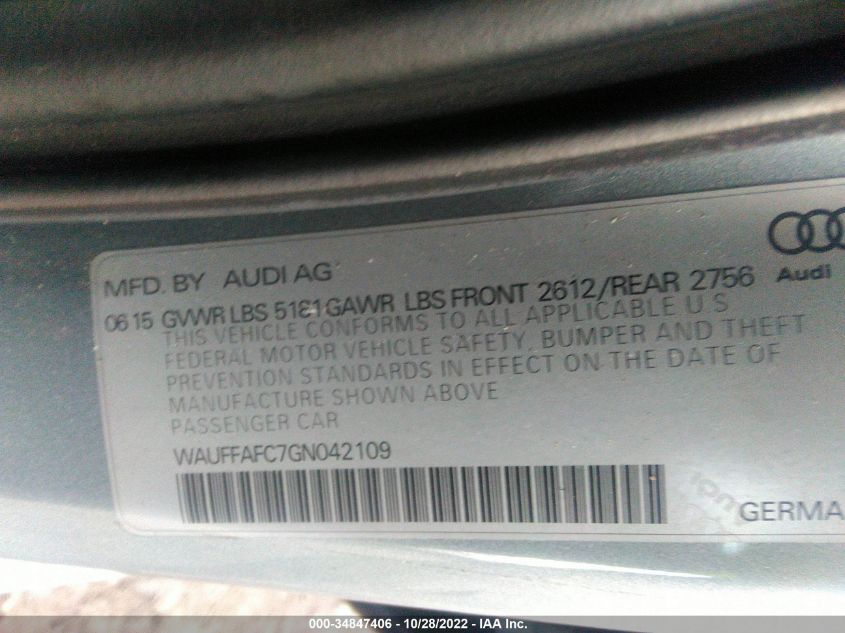 MFD. BY AUDI AG
Audi
06 15 GVWR LBS 5181 GAWR LBS FRONT 2612/REAR 2756
THIS VEHICLE CONFORMS TO ALL APPLICABLE U S
FEDERAL MOTOR VEHICLE SAFETY, BUMPER AND THEFT
PREVENTION STANDARDS IN EFFECT ON THE DATE OF
MANUFACTURE SHOWN ABOVE
PASSENGER CAR
WAUFFAFC7GN042109
GERMA
000-34847406 - 10/28/2022 - IAA Inc.